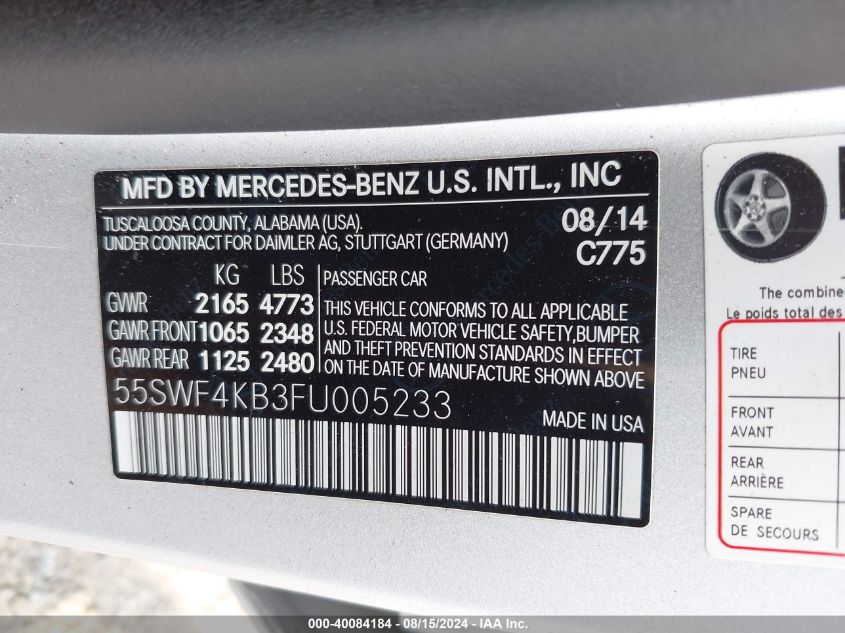 MFD BY MERCEDES-BENZ U.S. INTL., INC
TUSCALOOSA COUNTY, ALABAMA (USA).
UNDER CONTRACT FOR DAIMLER AG, STUTTGART (GERMANY)
08/14
C775
KG LBS
GVWR 2165 4773
GAWR FRONT 1065 2348
GAWR REAR 1125 2480
PASSENGER CAR
THIS VEHICLE CONFORMS TO ALL APPLICABLE
U.S. FEDERAL MOTOR VEHICLE SAFETY,BUMPER
AND THEFT PREVENTION STANDARDS IN EFFECT
ON THE DATE OF MANUFACTURE SHOWN ABOVE
55SWF4KB3FU005233
MADE IN USA
The combine
Le poids total des
TIRE
PNEU
FRONT
AVANT
REAR
ARRIÈRE
SPARE
DE SECOURS
000-40084184 - 08/15/2024 - IAA Inc.